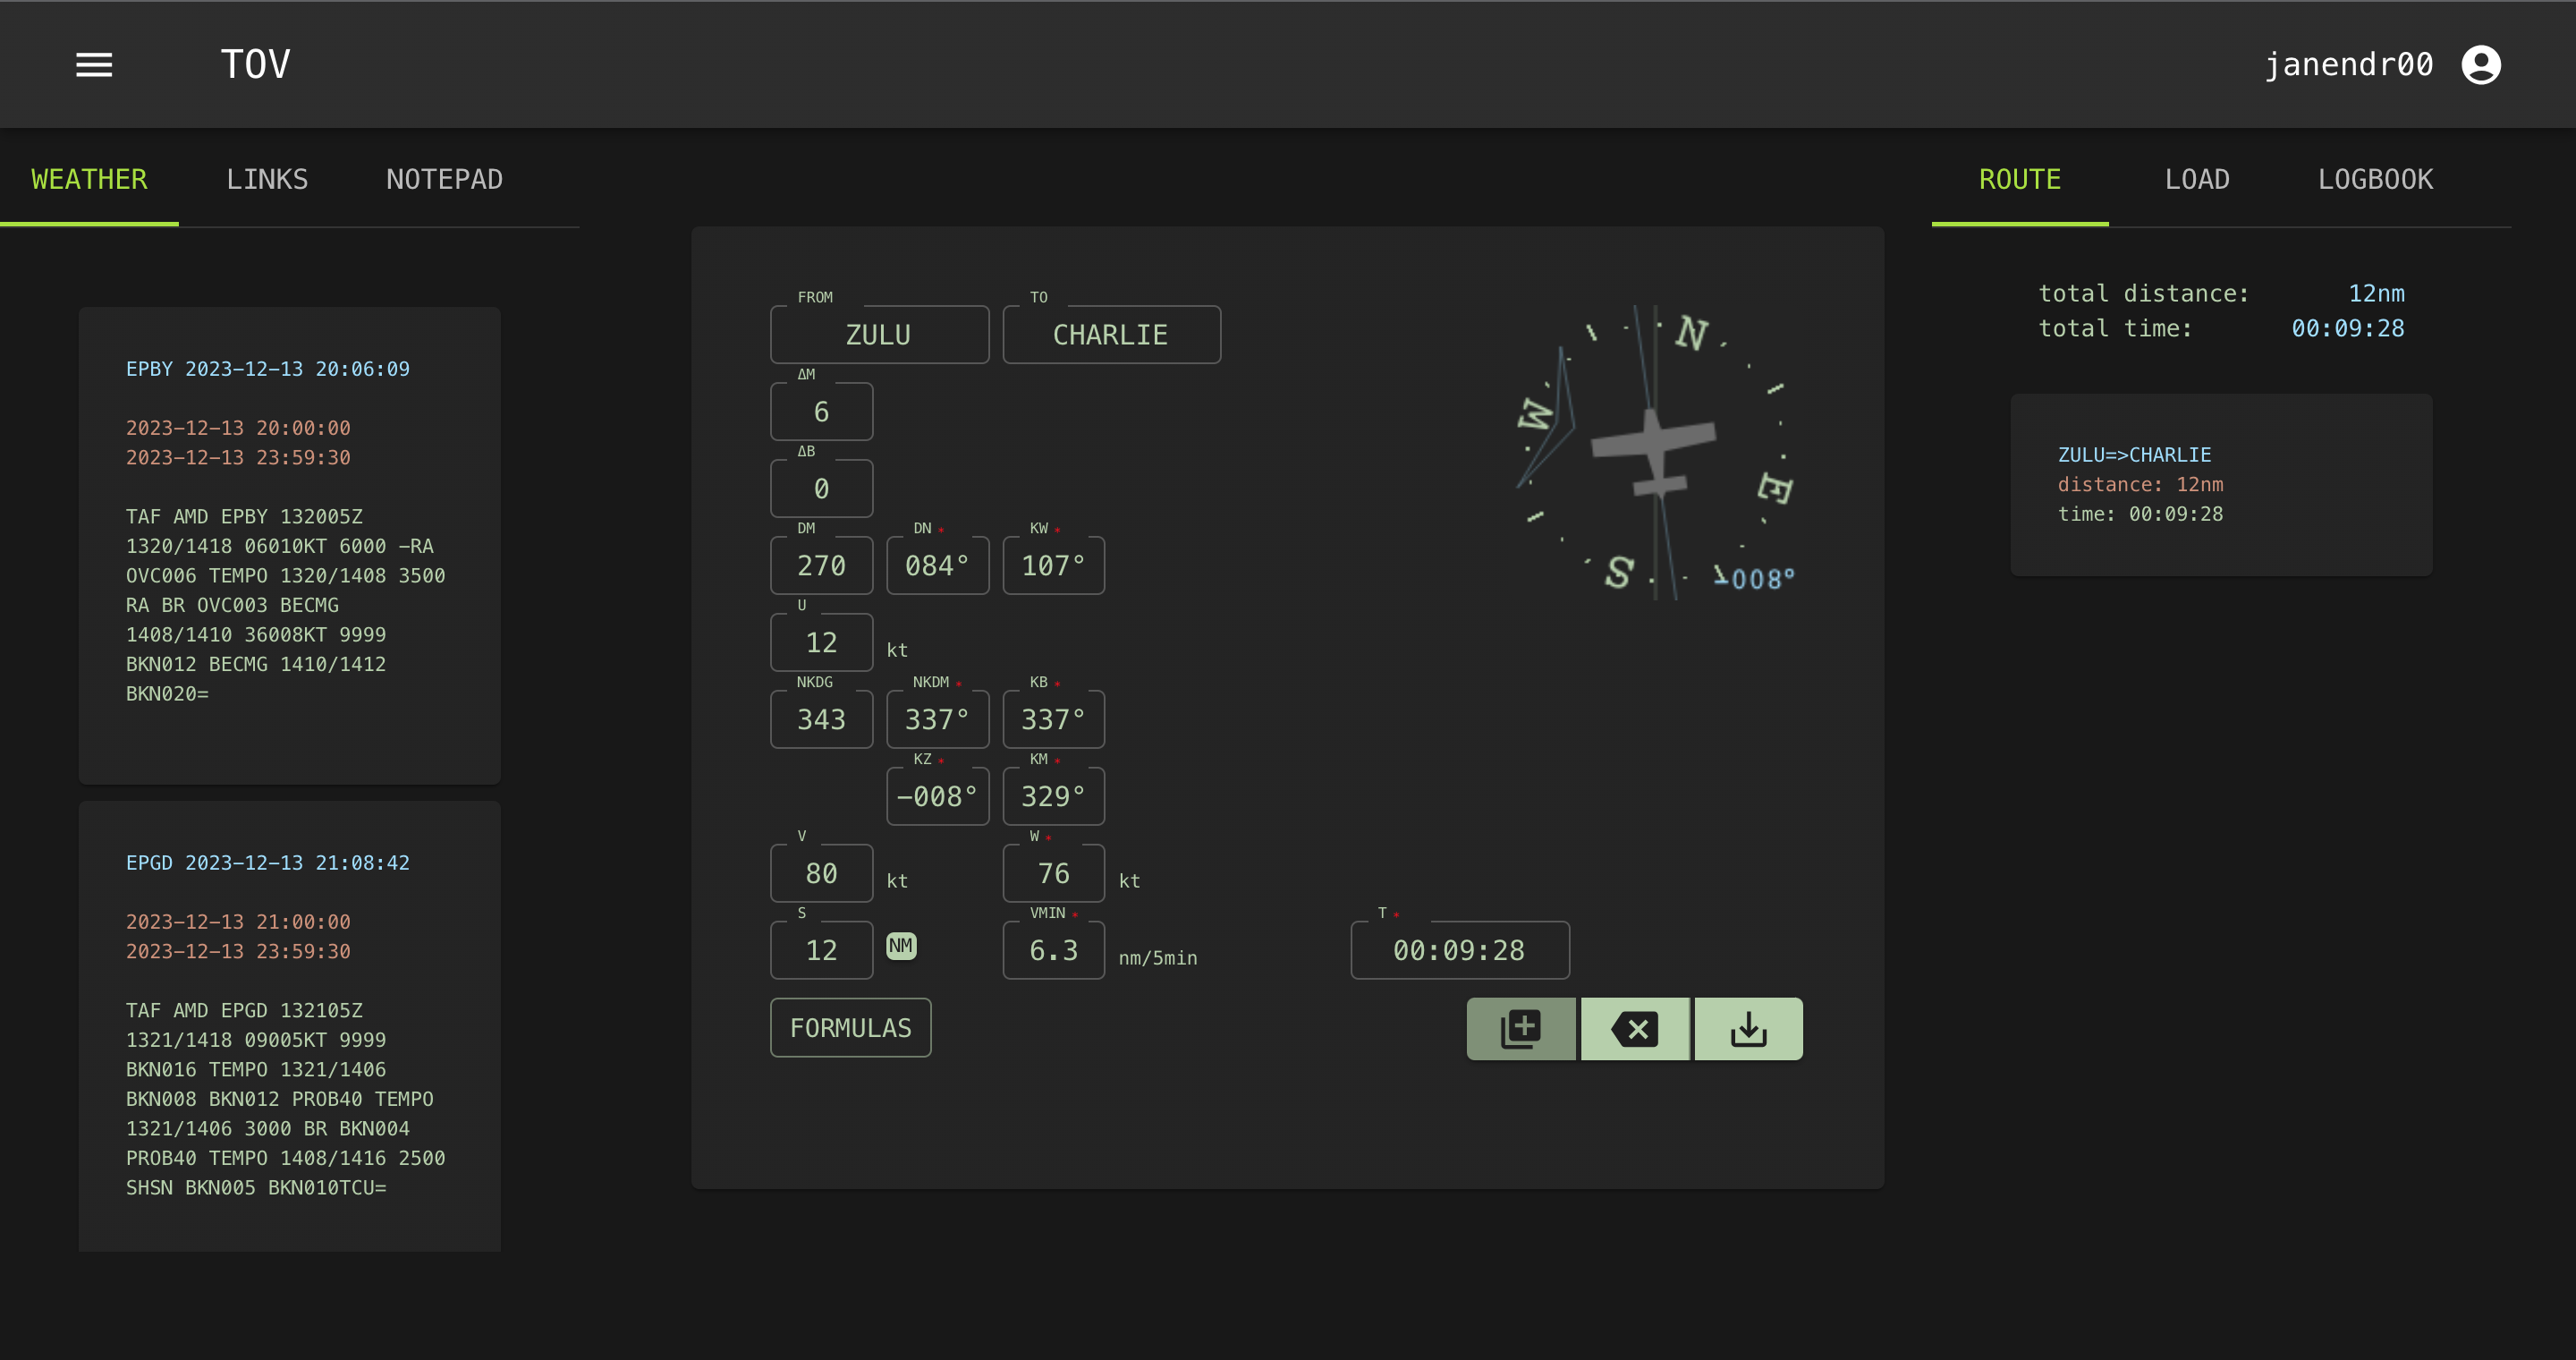 TOV
janendr00
WEATHER LINKS NOTEPAD
EPBY 2023-12-13 20:06:09
2023-12-13 20:00:00
2023-12-13 23:59:30
TAF AMD EPBY 132005Z
1320/1418 06010KT 6000 -RA
OVC006 TEMPO 1320/1408 3500
RA BR OVC003 BECMG
1408/1410 36008KT 9999
BKN012 BECMG 1410/1412
BKN020=
EPGD 2023-12-13 21:08:42
2023-12-13 21:00:00
2023-12-13 23:59:30
TAF AMD EPGD 132105Z
1321/1418 09005KT 9999
BKN016 TEMPO 1321/1406
BKN008 BKN012 PROB40 TEMPO
1321/1406 3000 BR BKN004
PROB40 TEMPO 1408/1416 2500
SHSN BKN005 BKN010TCU=
FROM TO
ZULU CHARLIE
ΔM
6
ΔB
0
DM DN * KW *
270 084° 107°
U
12 kt
NKDG NKDM * KB *
343 337° 337°
KZ * KM *
-008° 329°
V W *
80 kt 76 kt
S VMIN * T *
12 NM 6.3 nm/5min 00:09:28
FORMULAS
N
E
S
W
-008°
ROUTE LOAD LOGBOOK
total distance: 12nm
total time: 00:09:28
ZULU=>CHARLIE
distance: 12nm
time: 00:09:28